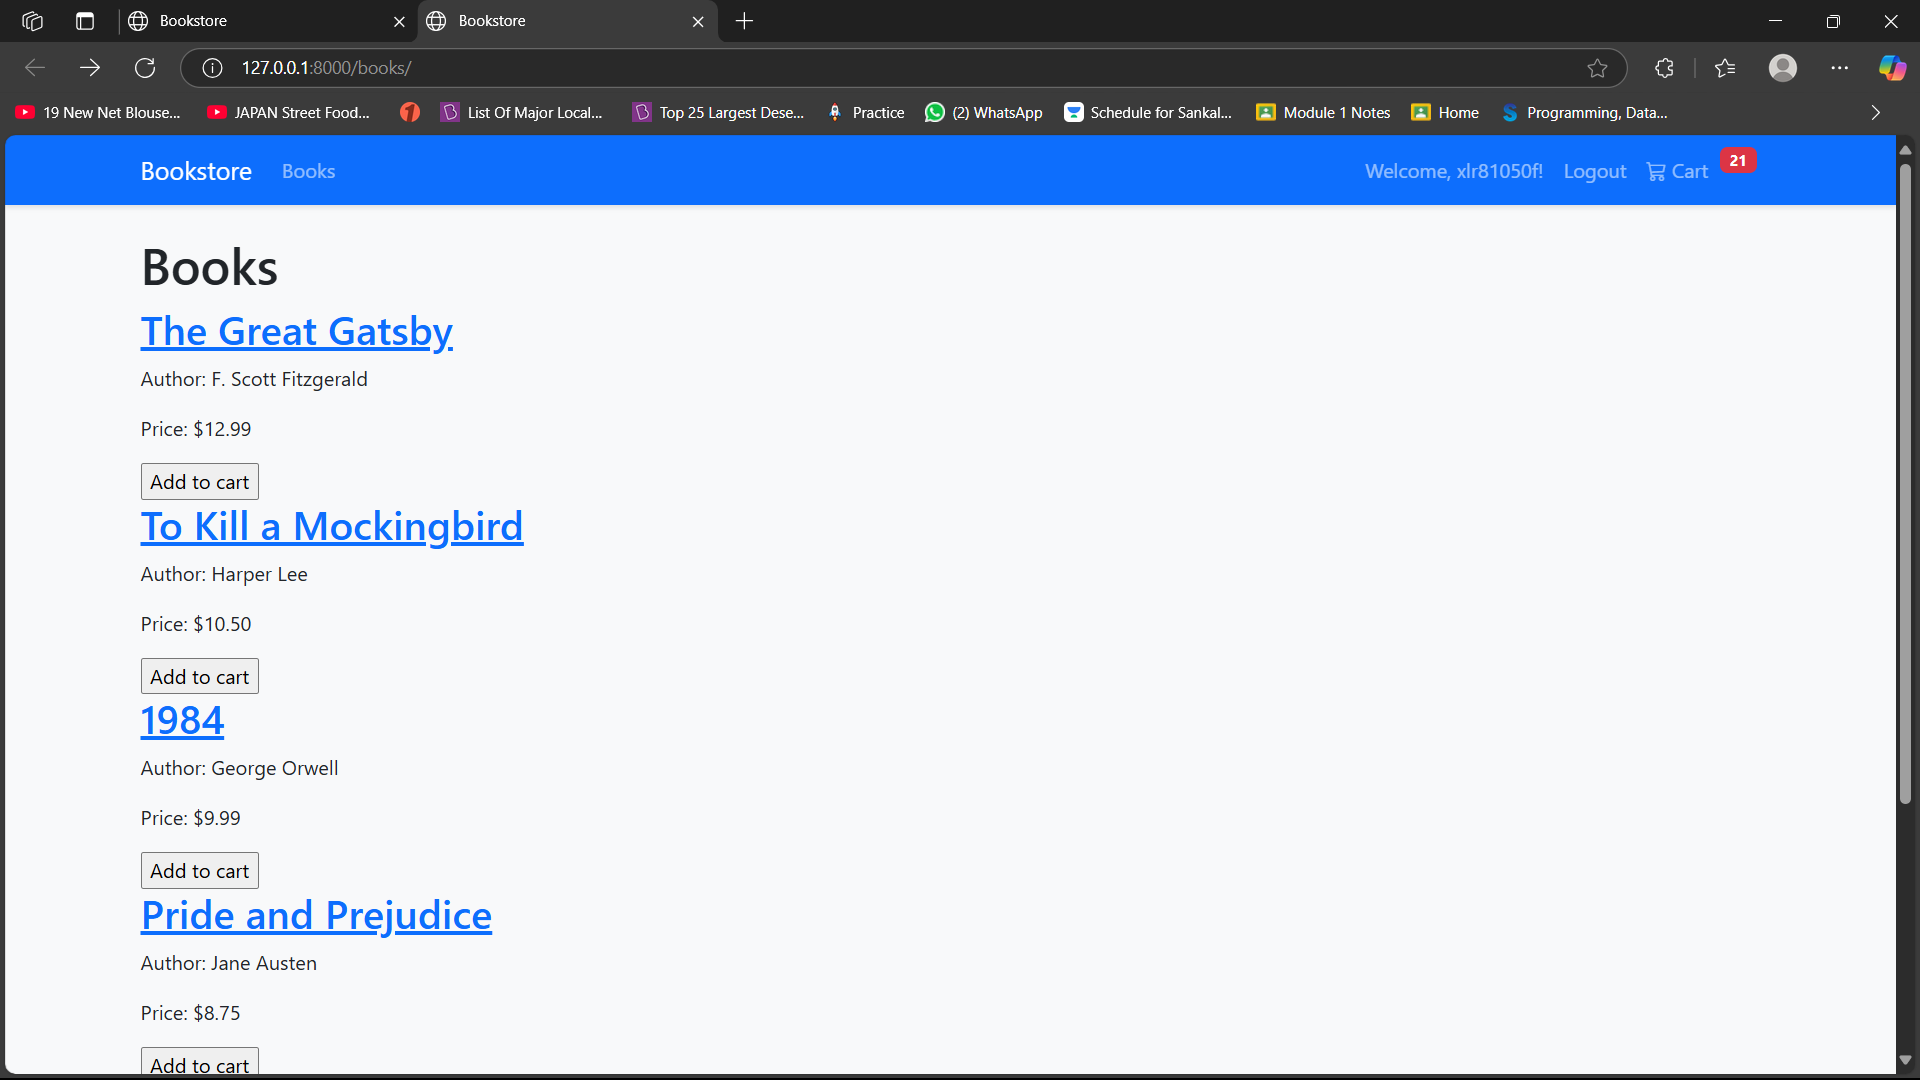 Bookstore
Bookstore
127.0.0.1:8000/books/
19 New Net Blouse... JAPAN Street Food... List Of Major Local... Top 25 Largest Dese... Practice (2) WhatsApp Schedule for Sankal... Module 1 Notes Home Programming, Data...
Bookstore Books Welcome, xlr81050f! Logout Cart 21
Books
The Great Gatsby
Author: F. Scott Fitzgerald
Price: $12.99
Add to cart
To Kill a Mockingbird
Author: Harper Lee
Price: $10.50
Add to cart
1984
Author: George Orwell
Price: $9.99
Add to cart
Pride and Prejudice
Author: Jane Austen
Price: $8.75
Add to cart